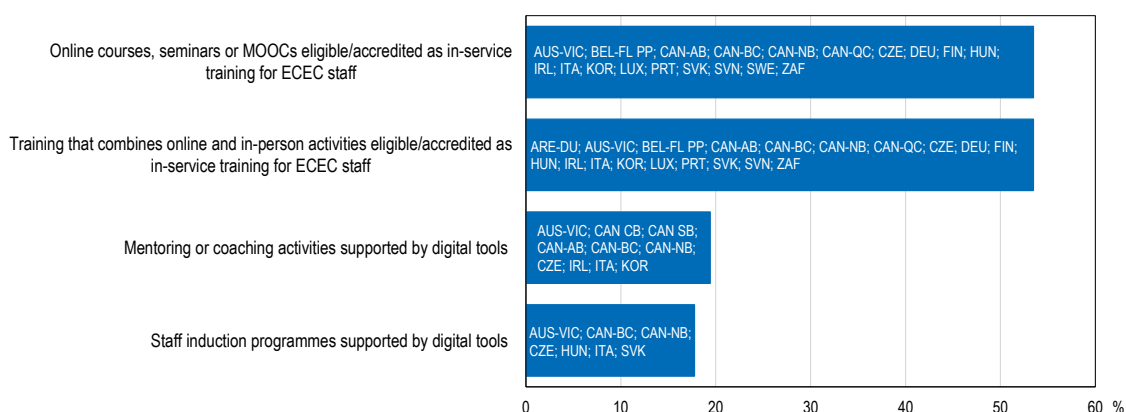 Online courses, seminars or MOOCs eligible/accredited as in-service
training for ECEC staff
AUS-VIC; BEL-FL PP; CAN-AB; CAN-BC; CAN-NB; CAN-QC; CZE; DEU; FIN; HUN;
IRL; ITA; KOR; LUX; PRT; SVK; SVN; SWE; ZAF
Training that combines online and in-person activities eligible/accredited as
in-service training for ECEC staff
ARE-DU; AUS-VIC; BEL-FL PP; CAN-AB; CAN-BC; CAN-NB; CAN-QC; CZE; DEU; FIN;
HUN; IRL; ITA; KOR; LUX; PRT; SVK; SVN; ZAF
Mentoring or coaching activities supported by digital tools
AUS-VIC; CAN CB; CAN SB;
CAN-AB; CAN-BC; CAN-NB;
CZE; IRL; ITA; KOR
Staff induction programmes supported by digital tools
AUS-VIC; CAN-BC; CAN-NB;
CZE; HUN; ITA; SVK
0 10 20 30 40 50 60 %